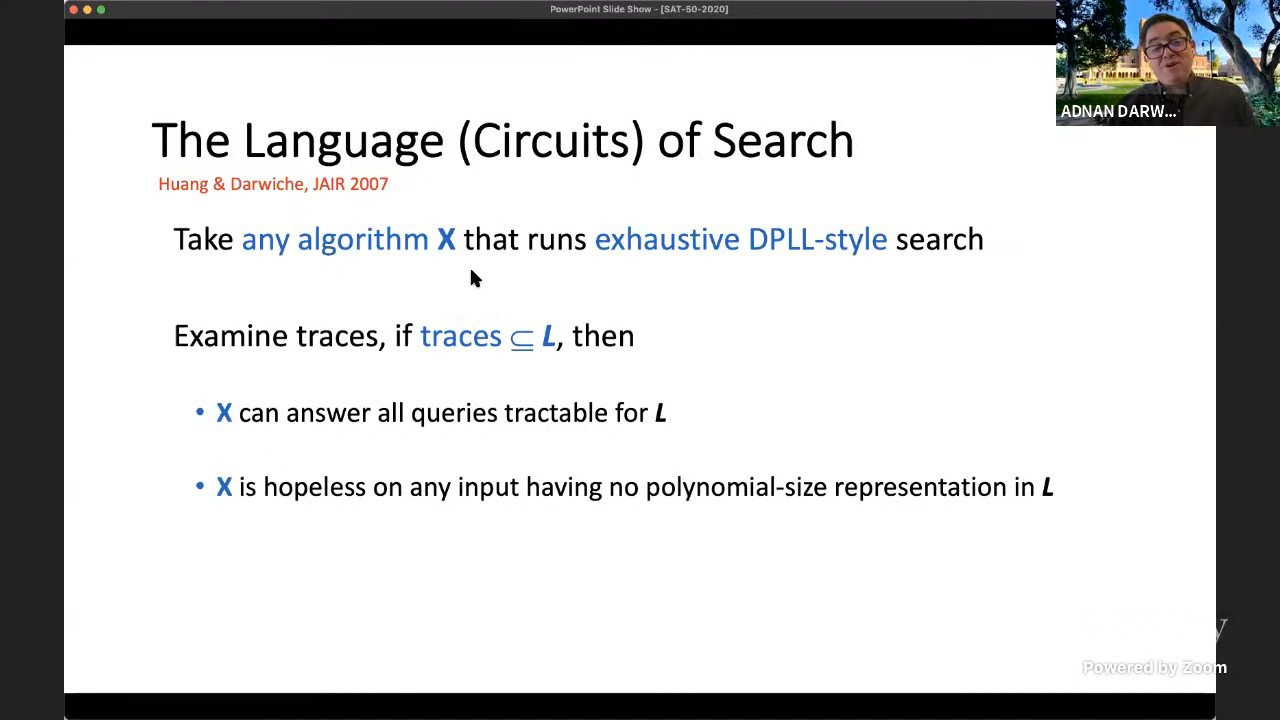 PowerPoint Slide Show - [SAT-50-2020]
ADNAN DARW...
The Language (Circuits) of Search
Huang & Darwiche, JAIR 2007
Take any algorithm X that runs exhaustive DPLL-style search
Examine traces, if traces ⊆ L, then
• X can answer all queries tractable for L
• X is hopeless on any input having no polynomial-size representation in L
Powered by Zoom